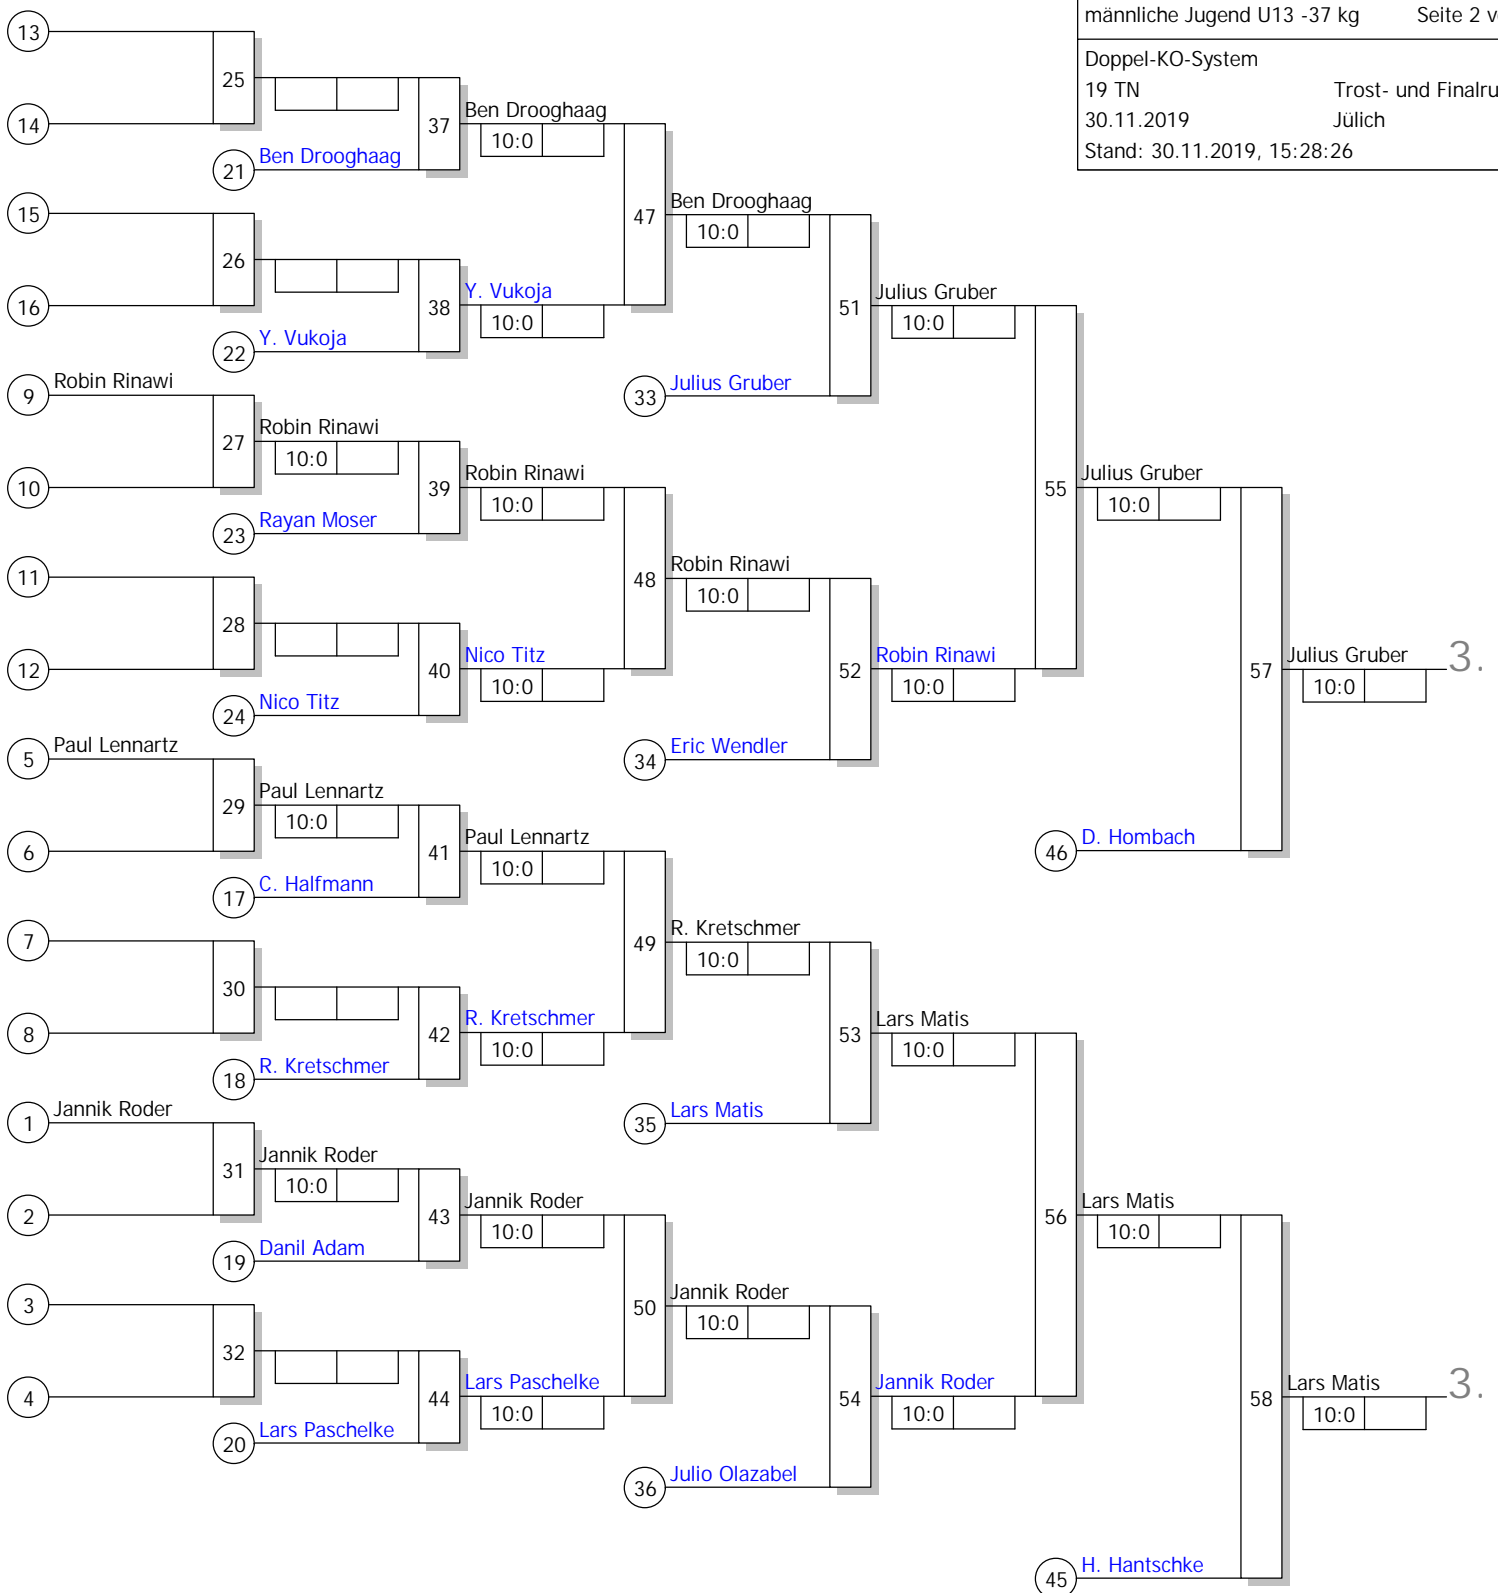 männliche Jugend U13 -37 kg Seite 2 v
Doppel-KO-System
19 TN Trost- und Finalru
30.11.2019 Jülich
Stand: 30.11.2019, 15:28:26
13
25
14
37
Ben Drooghaag
10:0
21 Ben Drooghaag
15
47
Ben Drooghaag
10:0
26
16
38
Y. Vukoja
10:0
22 Y. Vukoja
51
Julius Gruber
10:0
33 Julius Gruber
9 Robin Rinawi
27
Robin Rinawi
10:0
10
39
Robin Rinawi
10:0
23 Rayan Moser
55
Julius Gruber
10:0
11
48
Robin Rinawi
10:0
28
12
40
Nico Titz
10:0
24 Nico Titz
52
Robin Rinawi
10:0
34 Eric Wendler
57
Julius Gruber 3.
10:0
46 D. Hombach
5 Paul Lennartz
29
Paul Lennartz
10:0
6
41
Paul Lennartz
10:0
17 C. Halfmann
7
49
R. Kretschmer
10:0
30
8
42
R. Kretschmer
10:0
18 R. Kretschmer
53
Lars Matis
10:0
35 Lars Matis
1 Jannik Roder
31
Jannik Roder
10:0
2
43
Jannik Roder
10:0
19 Danil Adam
56
Lars Matis
10:0
3
50
Jannik Roder
10:0
32
4
44
Lars Paschelke
10:0
20 Lars Paschelke
54
Jannik Roder
10:0
36 Julio Olazabel
58
Lars Matis 3.
10:0
45 H. Hantschke